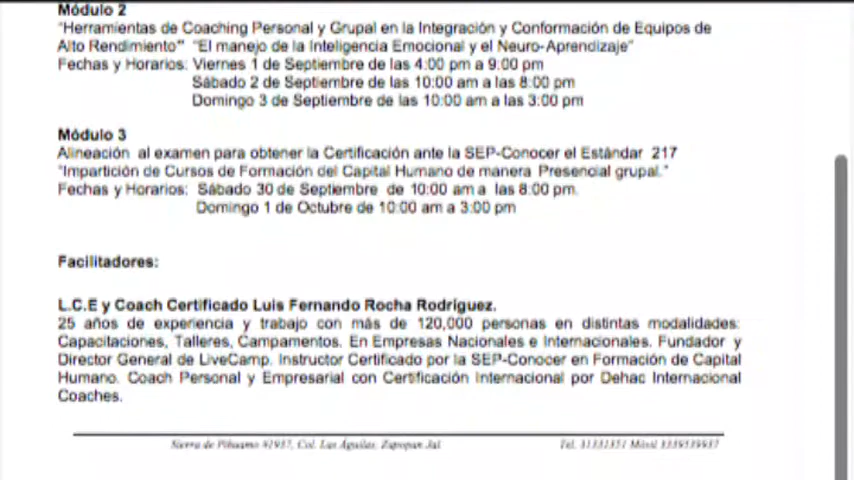 Módulo 2
"Herramientas de Coaching Personal y Grupal en la Integración y Conformación de Equipos de
Alto Rendimiento" "El manejo de la Inteligencia Emocional y el Neuro-Aprendizaje"
Fechas y Horarios: Viernes 1 de Septiembre de las 4:00 pm a 9:00 pm
Sábado 2 de Septiembre de las 10:00 am a las 8:00 pm
Domingo 3 de Septiembre de las 10:00 am a las 3:00 pm
Módulo 3
Alineación al examen para obtener la Certificación ante la SEP-Conocer el Estándar 217
"Impartición de Cursos de Formación del Capital Humano de manera Presencial grupal."
Fechas y Horarios: Sábado 30 de Septiembre de 10:00 am a las 8:00 pm.
Domingo 1 de Octubre de 10:00 am a 3:00 pm
Facilitadores:
L.C.E y Coach Certificado Luis Fernando Rocha Rodríguez.
25 años de experiencia y trabajo con más de 120,000 personas en distintas modalidades:
Capacitaciones, Talleres, Campamentos. En Empresas Nacionales e Internacionales. Fundador y
Director General de LiveCamp. Instructor Certificado por la SEP-Conocer en Formación de Capital
Humano. Coach Personal y Empresarial con Certificación Internacional por Dehac Internacional
Coaches.
Sierra de Pihuamo Col. Las Águilas, Zapopan Jal. Tel. Móvil